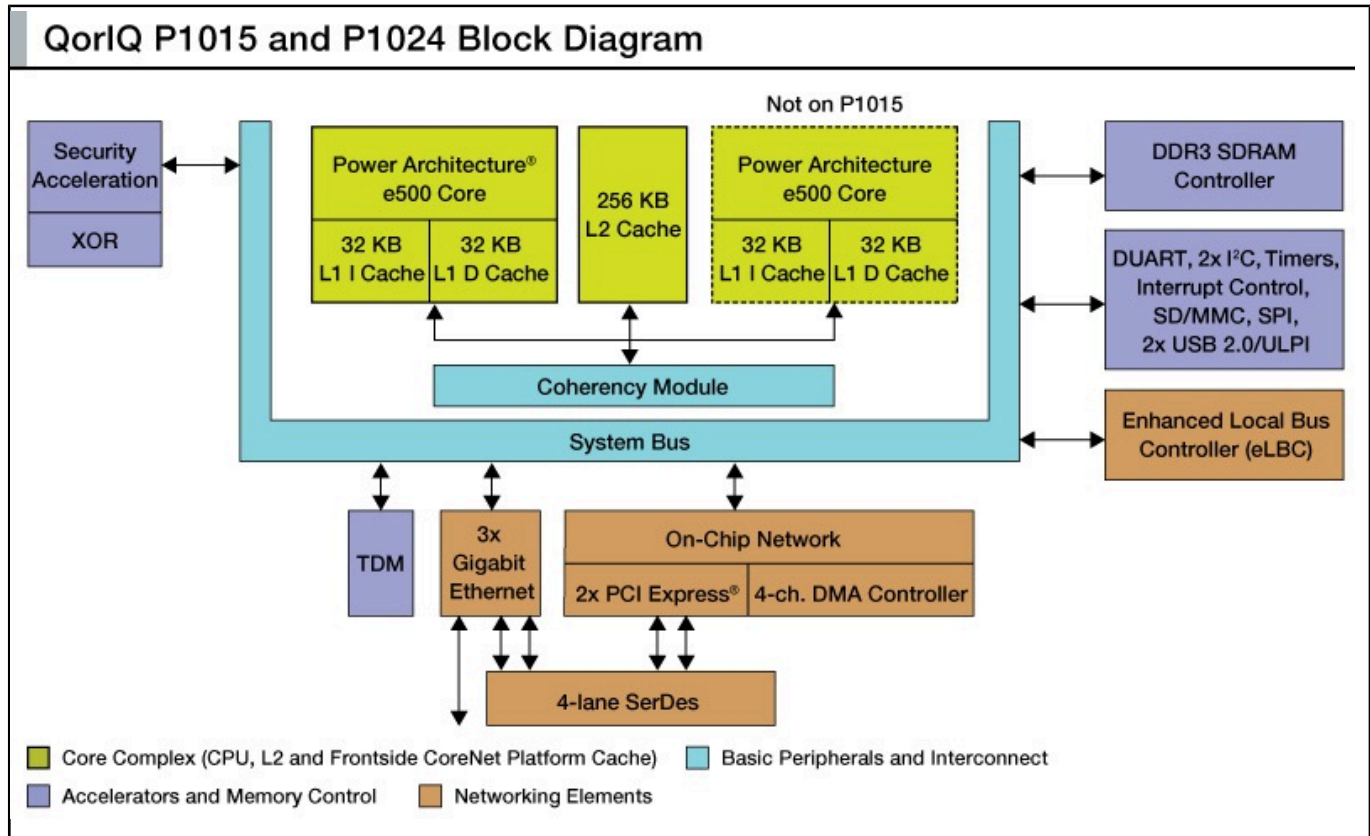 QorIQ P1015 and P1024 Block Diagram
Not on P1015
Security
Acceleration
XOR
Power Architecture®
e500 Core
32 KB
L1 I Cache
32 KB
L1 D Cache
256 KB
L2 Cache
Power Architecture
e500 Core
32 KB
L1 I Cache
32 KB
L1 D Cache
DDR3 SDRAM
Controller
DUART, 2x I²C, Timers,
Interrupt Control,
SD/MMC, SPI,
2x USB 2.0/ULPI
Enhanced Local Bus
Controller (eLBC)
Coherency Module
System Bus
TDM
3x
Gigabit
Ethernet
On-Chip Network
2x PCI Express®
4-ch. DMA Controller
4-lane SerDes
Core Complex (CPU, L2 and Frontside CoreNet Platform Cache)
Basic Peripherals and Interconnect
Accelerators and Memory Control
Networking Elements